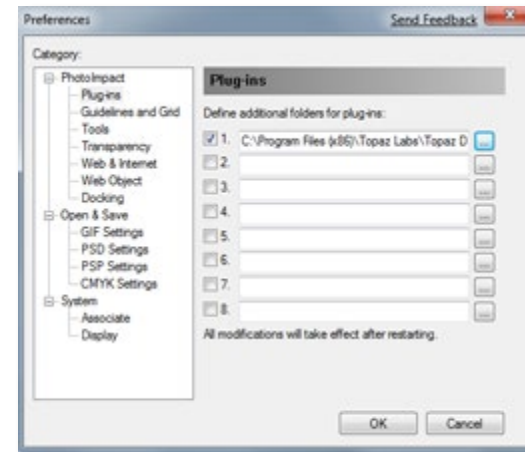 Preferences
Send Feedback
Category:
PhotoImpact
Plug-ins
Guidelines and Grid
Tools
Transparency
Web & Internet
Web Object
Docking
Open & Save
GIF Settings
PSD Settings
PSP Settings
CMYK Settings
System
Associate
Display
Plug-ins
Define additional folders for plug-ins:
1. C:\Program Files (x86)\Topaz Labs\Topaz D ...
2. ...
3. ...
4. ...
5. ...
6. ...
7. ...
8. ...
All modifications will take effect after restarting.
OK Cancel